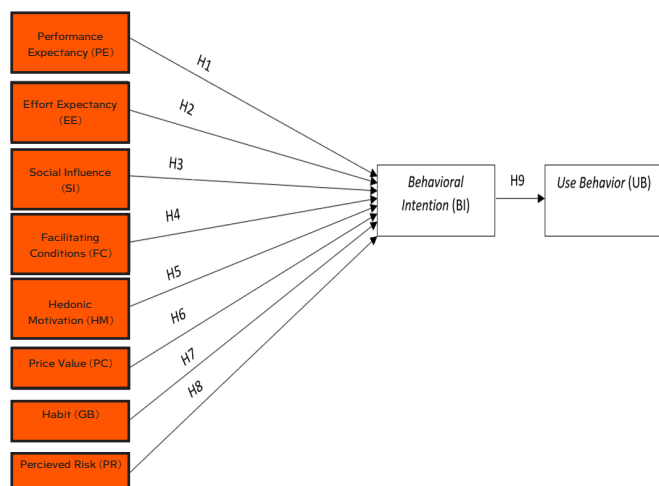 Performance
Expectancy (PE)
H1
Effort Expectancy
(EE)
H2
Social Influence
(SI)
H3
Facilitating
Conditions (FC)
H4
Hedonic
Motivation (HM)
H5
Price Value (PC)
H6
Habit (GB)
H7
Percieved Risk (PR)
H8
Behavioral
Intention (BI)
H9
Use Behavior (UB)